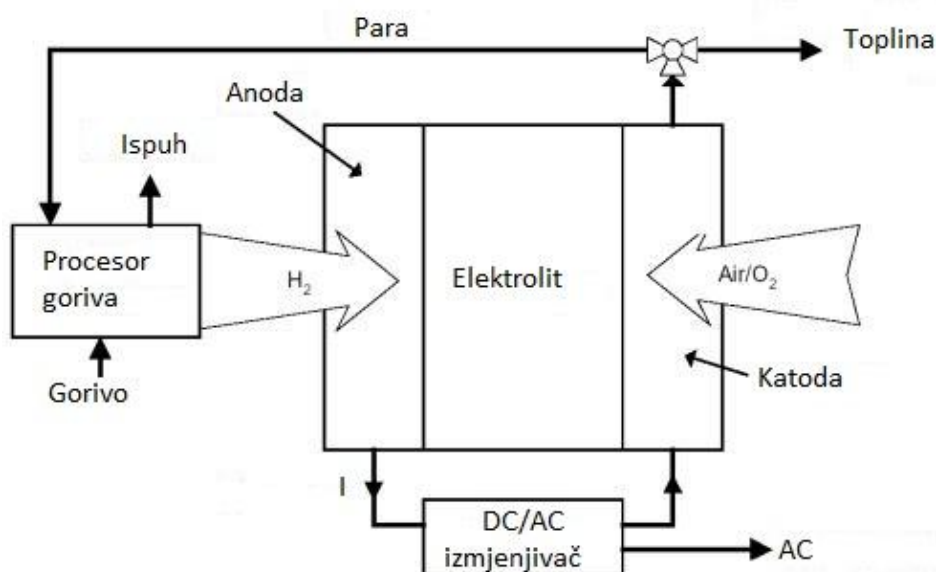 Para
Toplina
Anoda
Ispuh
Procesor
goriva
H₂
Elektrolit
Air/O₂
Gorivo
Katoda
I
DC/AC
izmjenjivač
AC